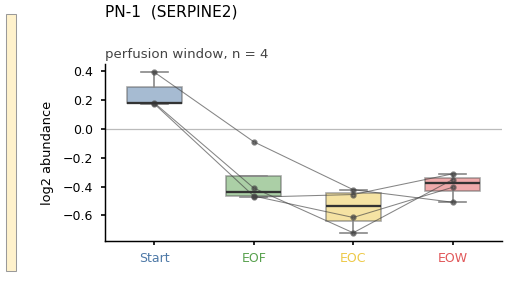 PN-1 (SERPINE2)
perfusion window, n = 4
log2 abundance
0.4
0.2
0.0
−0.2
−0.4
−0.6
Start EOF EOC EOW